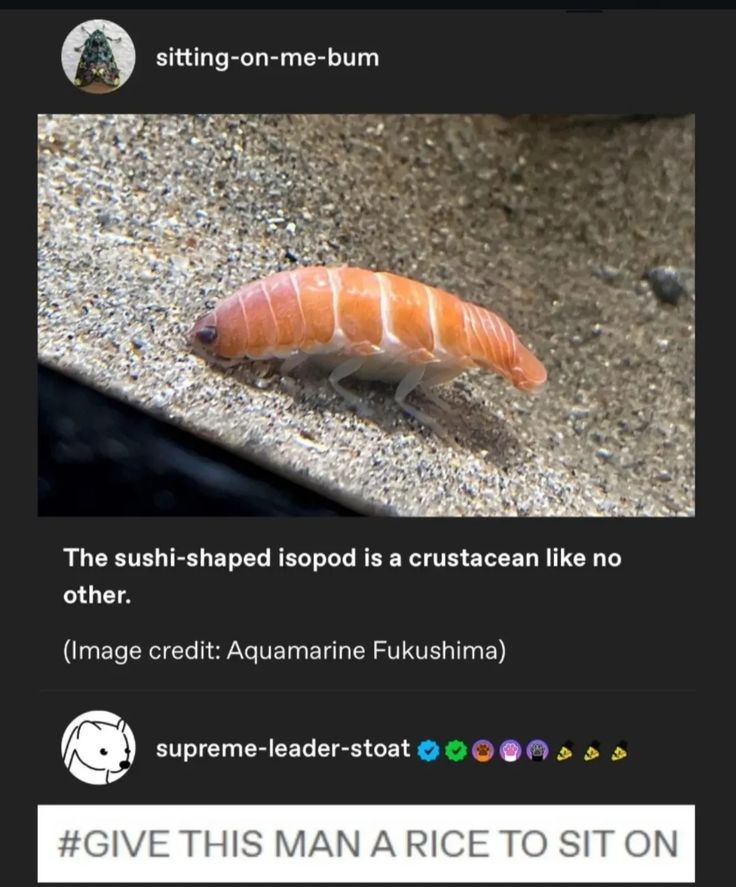 sitting-on-me-bum
The sushi-shaped isopod is a crustacean like no
other.
(Image credit: Aquamarine Fukushima)
supreme-leader-stoat
#GIVE THIS MAN A RICE TO SIT ON